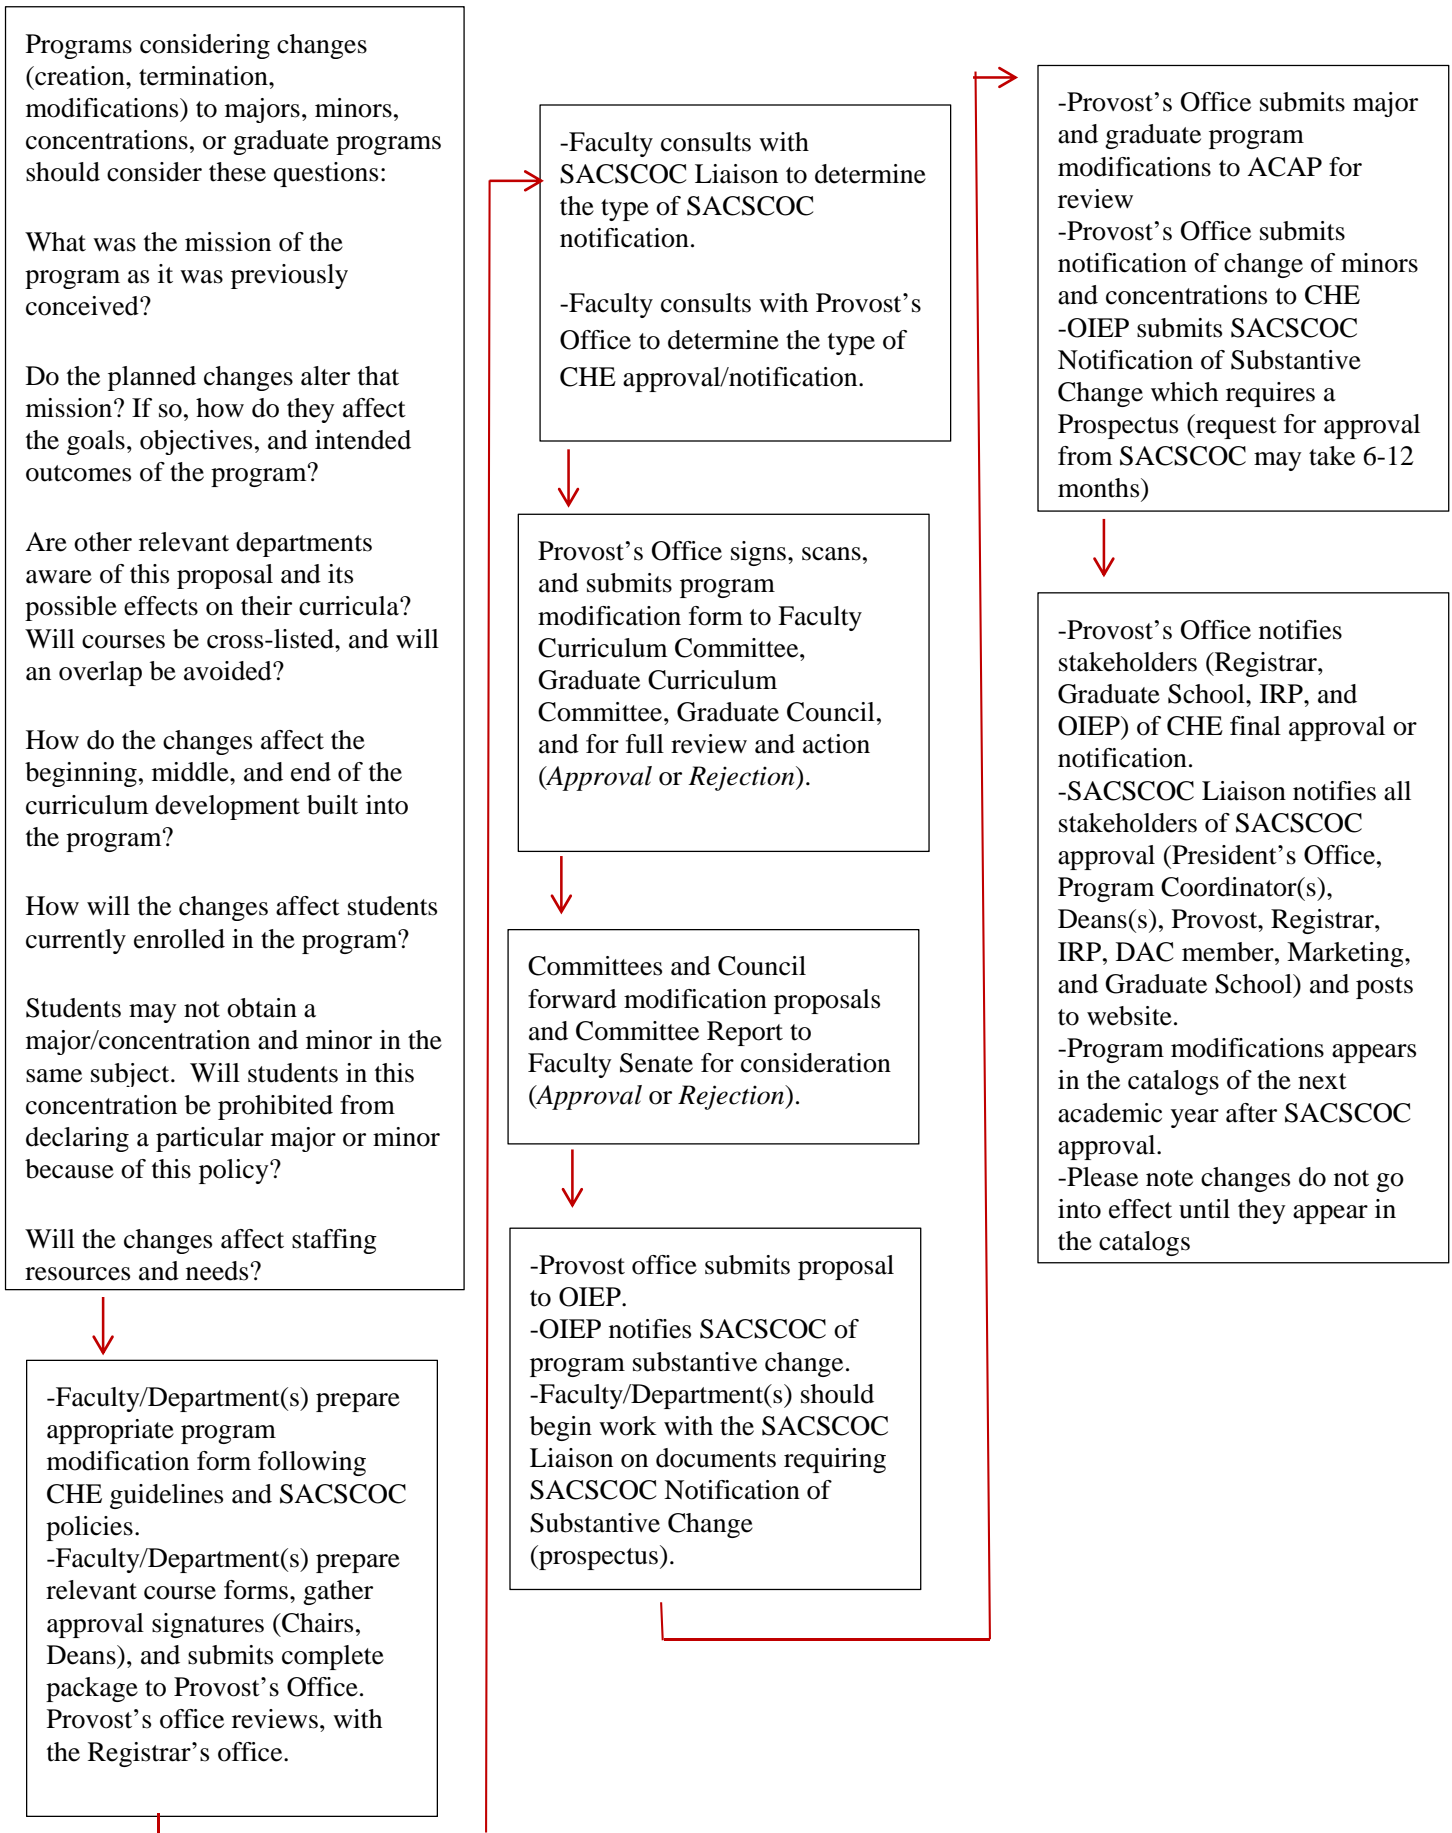 Programs considering changes
(creation, termination,
modifications) to majors, minors,
concentrations, or graduate programs
should consider these questions:
What was the mission of the
program as it was previously
conceived?
Do the planned changes alter that
mission? If so, how do they affect
the goals, objectives, and intended
outcomes of the program?
Are other relevant departments
aware of this proposal and its
possible effects on their curricula?
Will courses be cross-listed, and will
an overlap be avoided?
How do the changes affect the
beginning, middle, and end of the
curriculum development built into
the program?
How will the changes affect students
currently enrolled in the program?
Students may not obtain a
major/concentration and minor in the
same subject.  Will students in this
concentration be prohibited from
declaring a particular major or minor
because of this policy?
Will the changes affect staffing
resources and needs?
-Faculty/Department(s) prepare
appropriate program
modification form following
CHE guidelines and SACSCOC
policies.
-Faculty/Department(s) prepare
relevant course forms, gather
approval signatures (Chairs,
Deans), and submits complete
package to Provost’s Office.
Provost’s office reviews, with
the Registrar’s office.
-Faculty consults with
SACSCOC Liaison to determine
the type of SACSCOC
notification.
-Faculty consults with Provost’s
Office to determine the type of
CHE approval/notification.
Provost’s Office signs, scans,
and submits program
modification form to Faculty
Curriculum Committee,
Graduate Curriculum
Committee, Graduate Council,
and for full review and action
(Approval or Rejection).
Committees and Council
forward modification proposals
and Committee Report to
Faculty Senate for consideration
(Approval or Rejection).
-Provost office submits proposal
to OIEP.
-OIEP notifies SACSCOC of
program substantive change.
-Faculty/Department(s) should
begin work with the SACSCOC
Liaison on documents requiring
SACSCOC Notification of
Substantive Change
(prospectus).
-Provost’s Office submits major
and graduate program
modifications to ACAP for
review
-Provost’s Office submits
notification of change of minors
and concentrations to CHE
-OIEP submits SACSCOC
Notification of Substantive
Change which requires a
Prospectus (request for approval
from SACSCOC may take 6-12
months)
-Provost’s Office notifies
stakeholders (Registrar,
Graduate School, IRP, and
OIEP) of CHE final approval or
notification.
-SACSCOC Liaison notifies all
stakeholders of SACSCOC
approval (President’s Office,
Program Coordinator(s),
Deans(s), Provost, Registrar,
IRP, DAC member, Marketing,
and Graduate School) and posts
to website.
-Program modifications appears
in the catalogs of the next
academic year after SACSCOC
approval.
-Please note changes do not go
into effect until they appear in
the catalogs